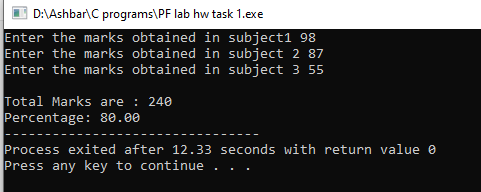 D:\Ashbar\C programs\PF lab hw task 1.exe
Enter the marks obtained in subject1 98
Enter the marks obtained in subject 2 87
Enter the marks obtained in subject 3 55
Total Marks are : 240
Percentage: 80.00
--------------------------------
Process exited after 12.33 seconds with return value 0
Press any key to continue . . .